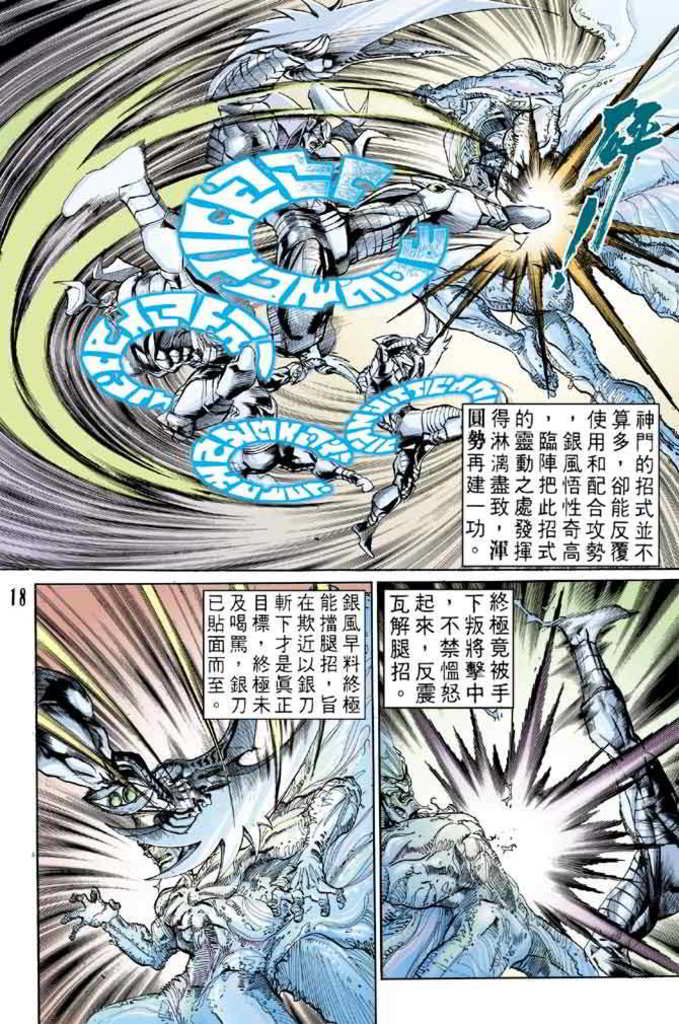 砰!!
神門的招式並不
算多，卻能反覆
使用和配合攻勢
，銀風悟性奇高
，臨陣把此招式
的靈動之處發揮
得淋漓盡致，渾
圓勢再建一功。
終極竟被手
下叛將擊中
，不禁慍怒
起來，反震
瓦解腿招。
銀風早料終極
能擋腿招，旨
在欺近以銀刀
斬下才是真正
目標，終極未
及喝罵，銀刀
已貼面而至。
18